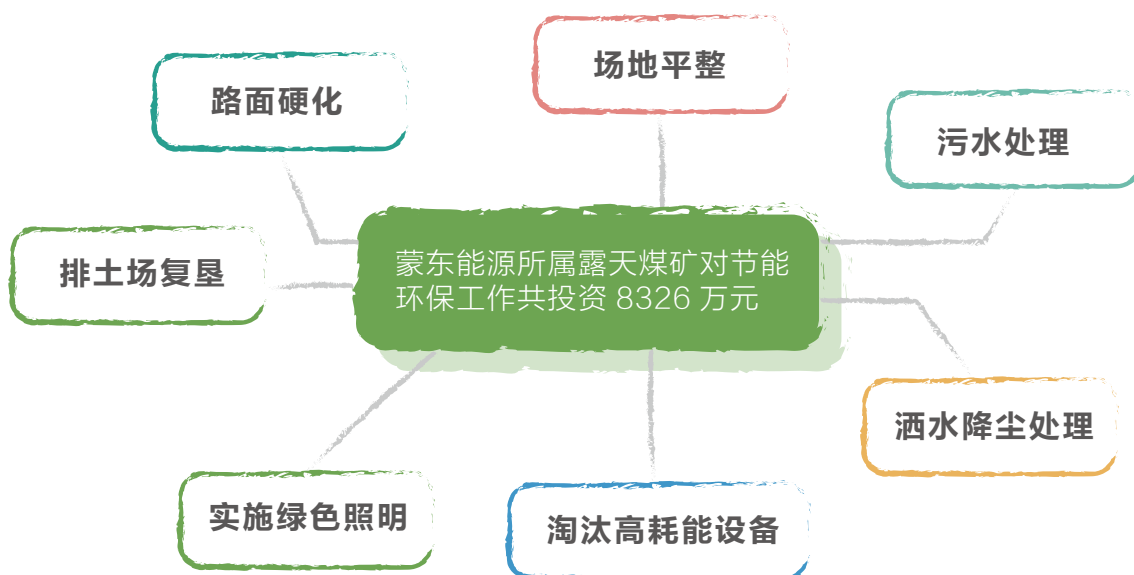 场地平整
路面硬化
污水处理
蒙东能源所属露天煤矿对节能
环保工作共投资 8326 万元
排土场复垦
洒水降尘处理
实施绿色照明
淘汰高耗能设备